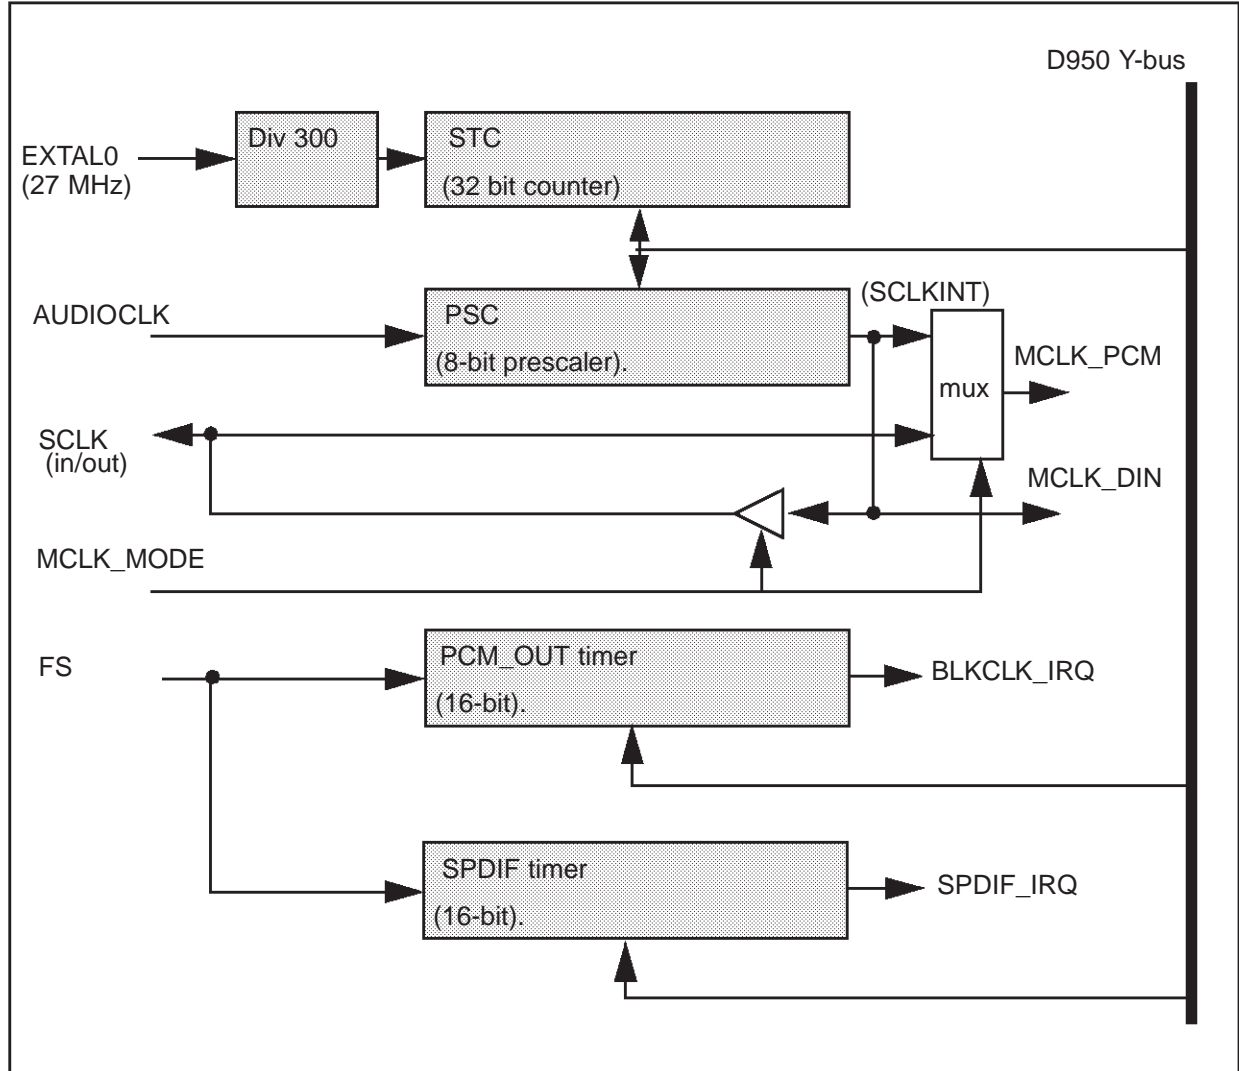 D950 Y-bus
EXTAL0
(27 MHz)
Div 300
STC
(32 bit counter)
AUDIOCLK
PSC
(8-bit prescaler).
(SCLKINT)
mux
MCLK_PCM
SCLK
(in/out)
MCLK_DIN
MCLK_MODE
FS
PCM_OUT timer
(16-bit).
BLKCLK_IRQ
SPDIF timer
(16-bit).
SPDIF_IRQ